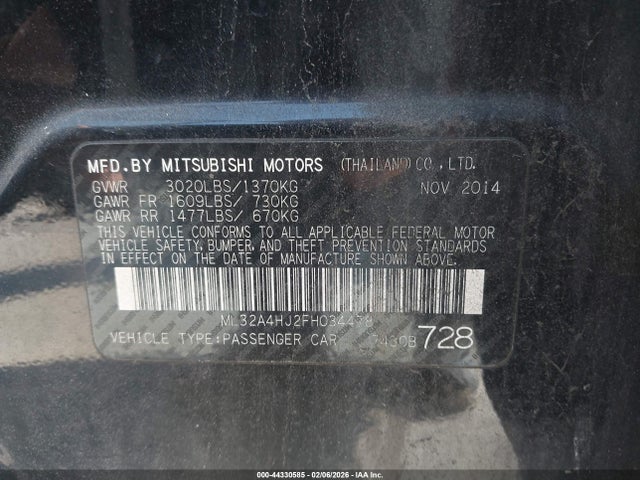 MFD.BY MITSUBISHI MOTORS (THAILAND) CO., LTD.
GVWR 3020LBS/1370KG NOV 2014
GAWR FR 1609LBS/ 730KG
GAWR RR 1477LBS/ 670KG
THIS VEHICLE CONFORMS TO ALL APPLICABLE FEDERAL MOTOR
VEHICLE SAFETY, BUMPER, AND THEFT PREVENTION STANDARDS
IN EFFECT ON THE DATE OF MANUFACTURE SHOWN ABOVE.
ML32A4HJ2FH034478
VEHICLE TYPE:PASSENGER CAR 7430B 728
000-44330585 - 02/06/2026 - IAA Inc.